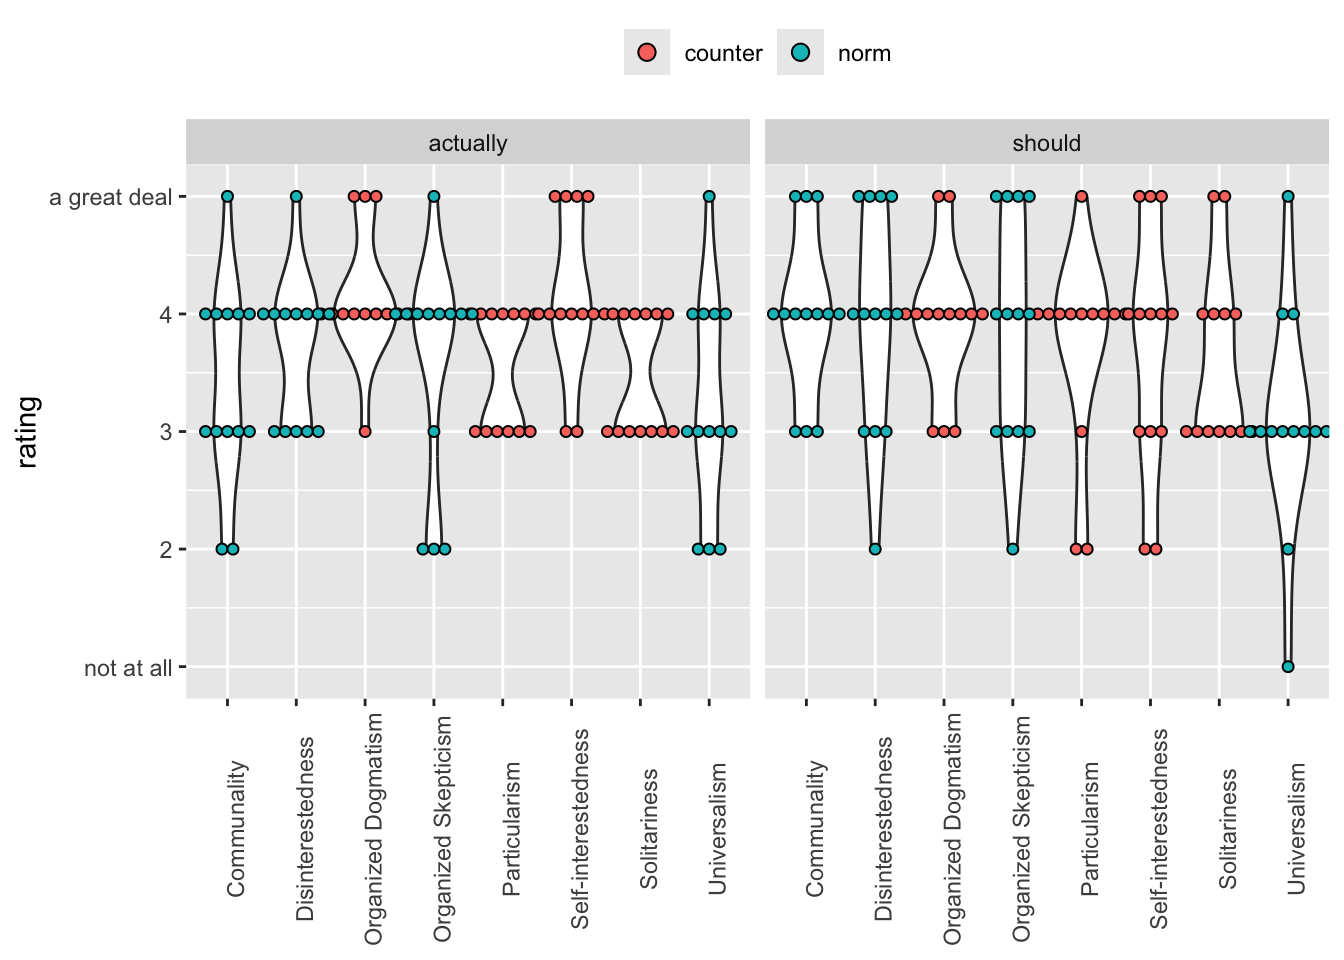 counter norm
actually should
a great deal
4
3
2
not at all
rating
Communality Disinterestedness Organized Dogmatism Organized Skepticism Particularism Self-interestedness Solitariness Universalism Communality Disinterestedness Organized Dogmatism Organized Skepticism Particularism Self-interestedness Solitariness Universalism